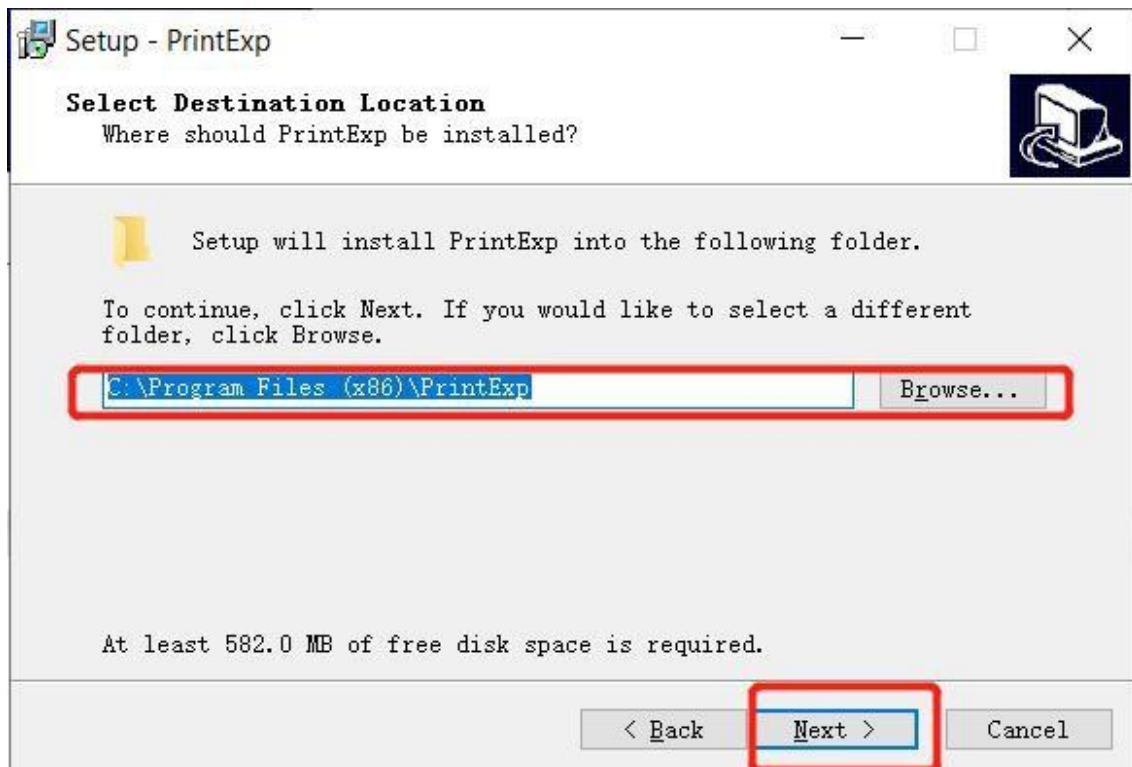 Setup - PrintExp
Select Destination Location
Where should PrintExp be installed?
Setup will install PrintExp into the following folder.
To continue, click Next. If you would like to select a different
folder, click Browse.
C:\Program Files (x86)\PrintExp
Browse...
At least 582.0 MB of free disk space is required.
< Back
Next >
Cancel